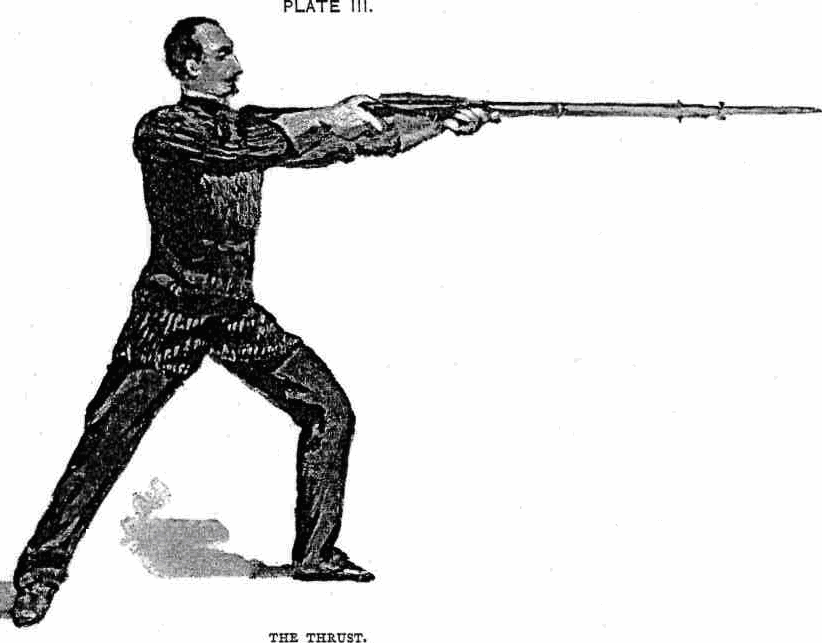 PLATE III.
THE THRUST.